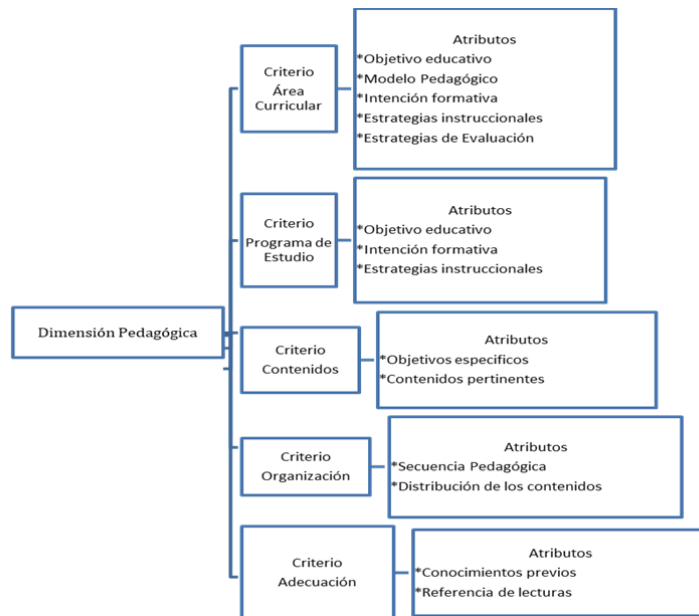 Dimensión Pedagógica
Criterio
Área
Curricular
Atributos
*Objetivo educativo
*Modelo Pedagógico
*Intención formativa
*Estrategias instruccionales
*Estrategias de Evaluación
Criterio
Programa de
Estudio
Atributos
*Objetivo educativo
*Intención formativa
*Estrategias instruccionales
Criterio
Contenidos
Atributos
*Objetivos especificos
*Contenidos pertinentes
Criterio
Organización
Atributos
*Secuencia Pedagógica
*Distribución de los contenidos
Criterio
Adecuación
Atributos
*Conocimientos previos
*Referencia de lecturas